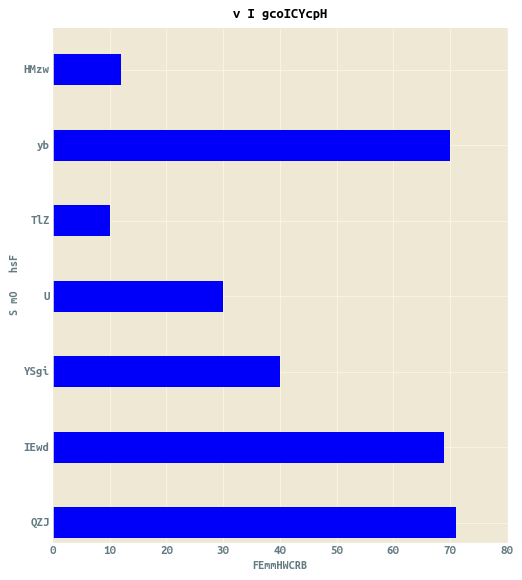 v I gcoICYcpH
HMzw
yb
TlZ
U
YSgi
IEwd
QZJ
S mO  hsF
0 10 20 30 40 50 60 70 80
FEmmHWCRB